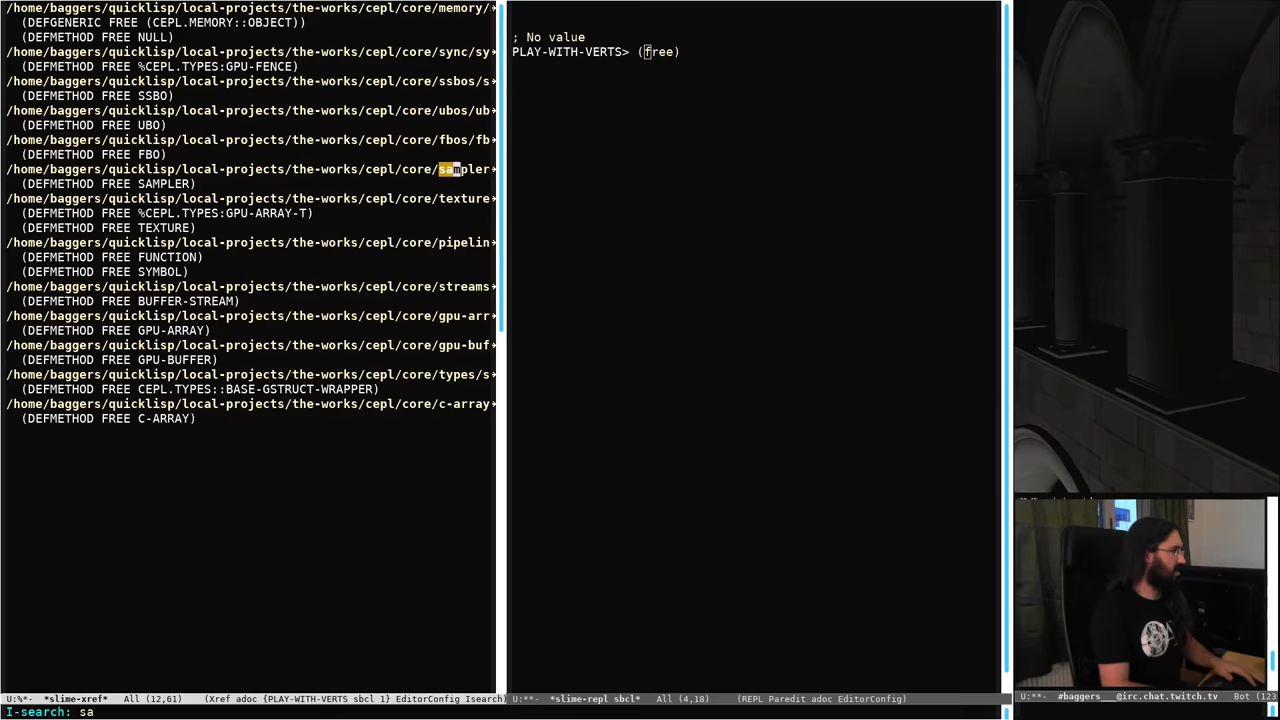 /home/baggers/quicklisp/local-projects/the-works/cepl/core/memory/
(DEFGENERIC FREE (CEPL.MEMORY::OBJECT))
(DEFMETHOD FREE NULL)
/home/baggers/quicklisp/local-projects/the-works/cepl/core/sync/sy
(DEFMETHOD FREE %CEPL.TYPES:GPU-FENCE)
/home/baggers/quicklisp/local-projects/the-works/cepl/core/ssbos/s
(DEFMETHOD FREE SSBO)
/home/baggers/quicklisp/local-projects/the-works/cepl/core/ubos/ub
(DEFMETHOD FREE UBO)
/home/baggers/quicklisp/local-projects/the-works/cepl/core/fbos/fb
(DEFMETHOD FREE FBO)
/home/baggers/quicklisp/local-projects/the-works/cepl/core/sampler
(DEFMETHOD FREE SAMPLER)
/home/baggers/quicklisp/local-projects/the-works/cepl/core/texture
(DEFMETHOD FREE %CEPL.TYPES:GPU-ARRAY-T)
(DEFMETHOD FREE TEXTURE)
/home/baggers/quicklisp/local-projects/the-works/cepl/core/pipelin
(DEFMETHOD FREE FUNCTION)
(DEFMETHOD FREE SYMBOL)
/home/baggers/quicklisp/local-projects/the-works/cepl/core/streams
(DEFMETHOD FREE BUFFER-STREAM)
/home/baggers/quicklisp/local-projects/the-works/cepl/core/gpu-arr
(DEFMETHOD FREE GPU-ARRAY)
/home/baggers/quicklisp/local-projects/the-works/cepl/core/gpu-buf
(DEFMETHOD FREE GPU-BUFFER)
/home/baggers/quicklisp/local-projects/the-works/cepl/core/types/s
(DEFMETHOD FREE CEPL.TYPES::BASE-GSTRUCT-WRAPPER)
/home/baggers/quicklisp/local-projects/the-works/cepl/core/c-array
(DEFMETHOD FREE C-ARRAY)
U:%*- *slime-xref* All (12,61) (Xref adoc {PLAY-WITH-VERTS sbcl 1} EditorConfig Isearch)
I-search: sa
; No value
PLAY-WITH-VERTS> (free)
U:**- *slime-repl sbcl* All (4,18) (REPL Paredit adoc EditorConfig)
U:**- #baggers___@irc.chat.twitch.tv Bot (123